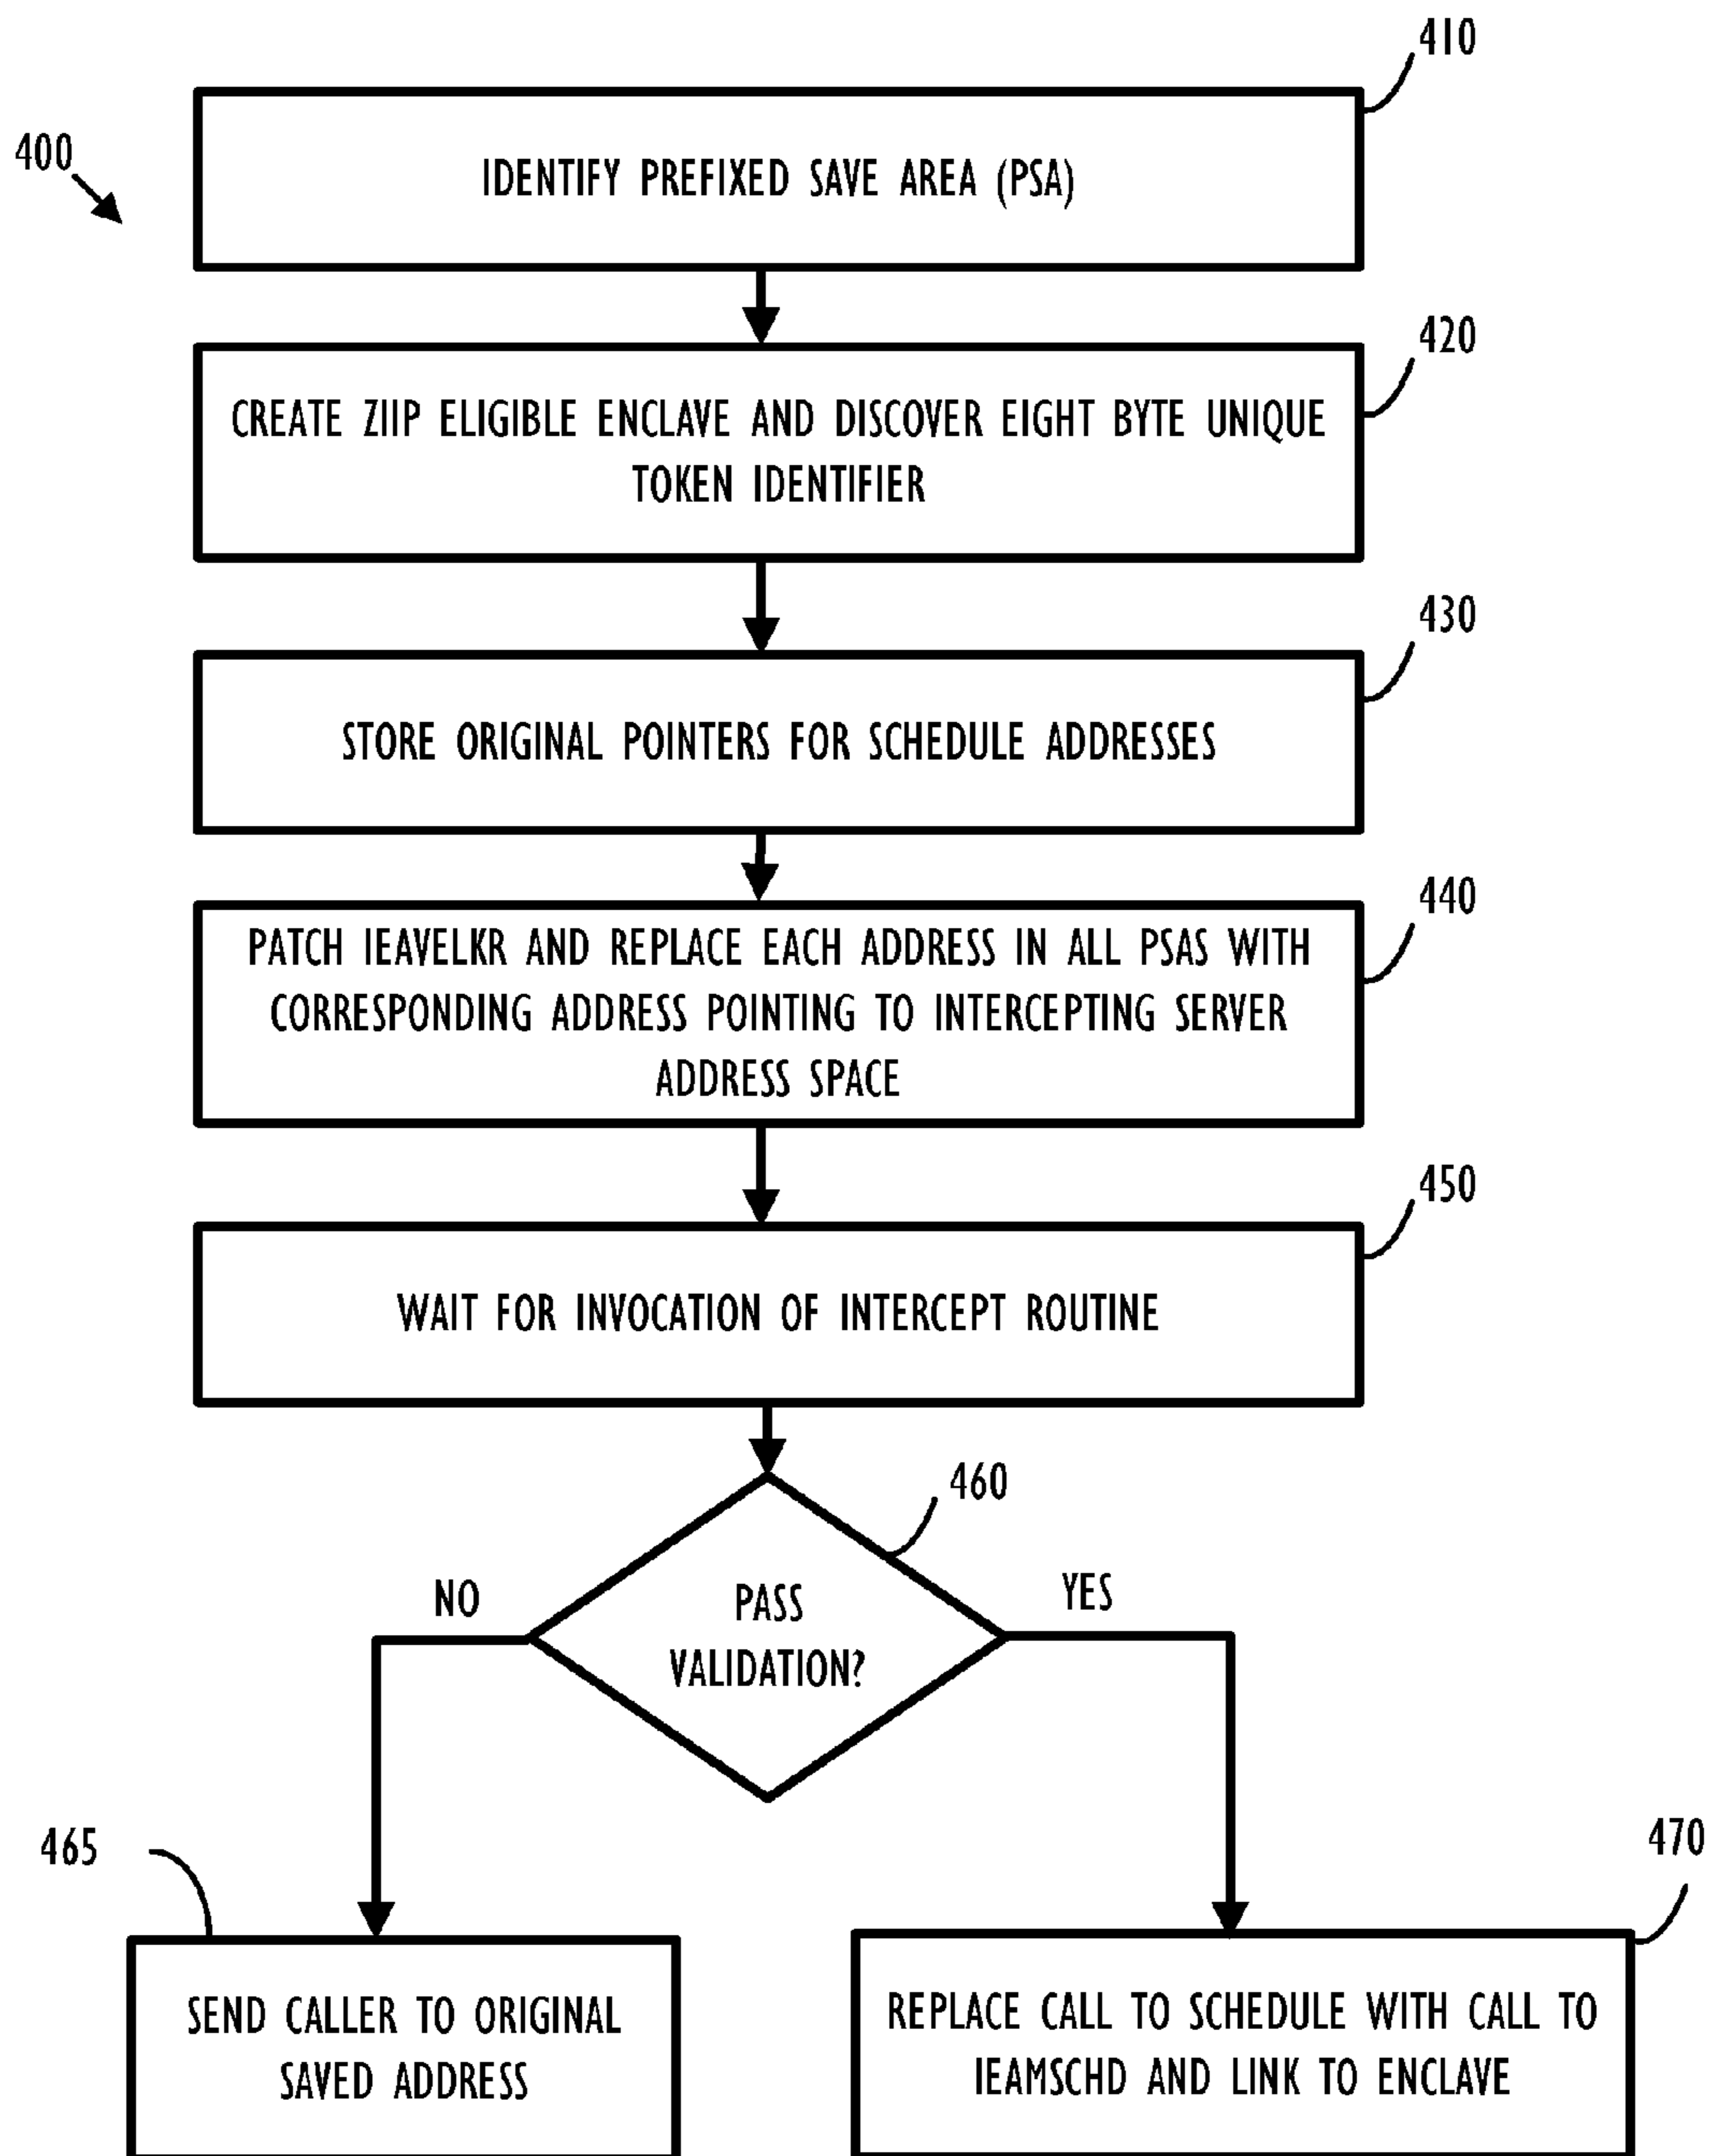 410
400
IDENTIFY PREFIXED SAVE AREA (PSA)
420
CREATE ZIIP ELIGIBLE ENCLAVE AND DISCOVER EIGHT BYTE UNIQUE
TOKEN IDENTIFIER
430
STORE ORIGINAL POINTERS FOR SCHEDULE ADDRESSES
440
PATCH IEAVELKR AND REPLACE EACH ADDRESS IN ALL PSAS WITH
CORRESPONDING ADDRESS POINTING TO INTERCEPTING SERVER
ADDRESS SPACE
450
WAIT FOR INVOCATION OF INTERCEPT ROUTINE
460
NO
YES
PASS
VALIDATION?
465
470
SEND CALLER TO ORIGINAL
SAVED ADDRESS
REPLACE CALL TO SCHEDULE WITH CALL TO
IEAMSCHD AND LINK TO ENCLAVE